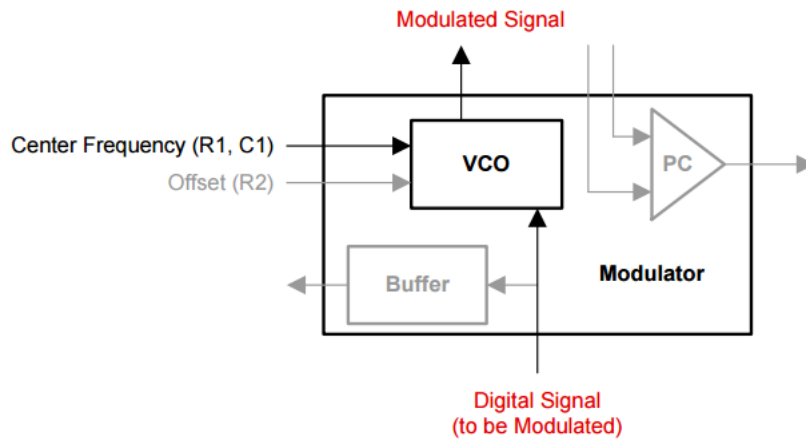 Modulated Signal
Center Frequency (R1, C1)
VCO
PC
Offset (R2)
Buffer
Modulator
Digital Signal
(to be Modulated)